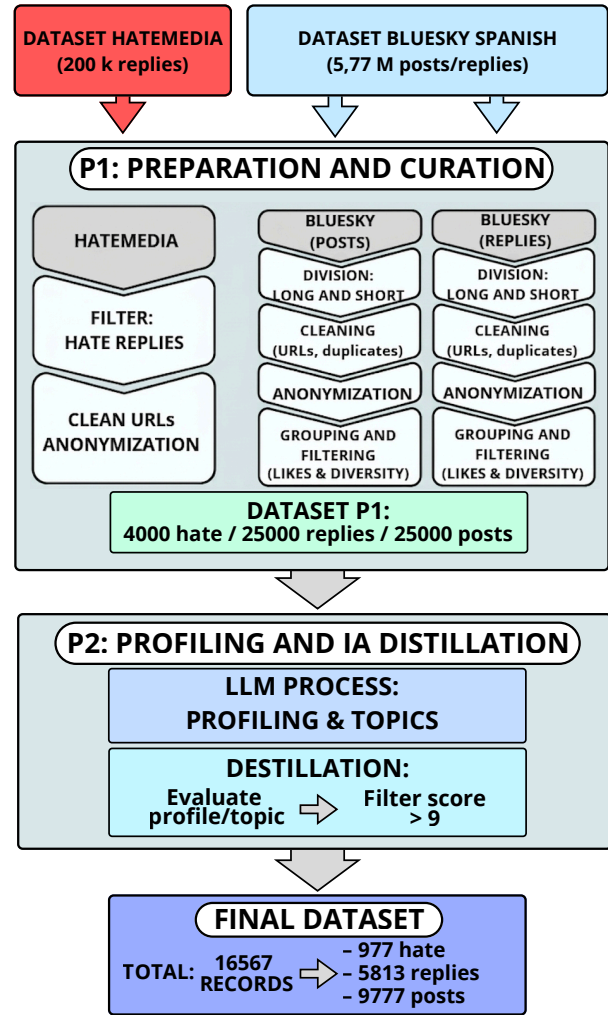 DATASET HATEMEDIA
(200 k replies)
DATASET BLUESKY SPANISH
(5,77 M posts/replies)
P1: PREPARATION AND CURATION
HATEMEDIA
FILTER:
HATE REPLIES
CLEAN URLs
ANONYMIZATION
BLUESKY
(POSTS)
DIVISION:
LONG AND SHORT
CLEANING
(URLs, duplicates)
ANONYMIZATION
GROUPING AND
FILTERING
(LIKES & DIVERSITY)
BLUESKY
(REPLIES)
DIVISION:
LONG AND SHORT
CLEANING
(URLs, duplicates)
ANONYMIZATION
GROUPING AND
FILTERING
(LIKES & DIVERSITY)
DATASET P1:
4000 hate / 25000 replies / 25000 posts
P2: PROFILING AND IA DISTILLATION
LLM PROCESS:
PROFILING & TOPICS
DESTILLATION:
Evaluate
profile/topic
Filter score
> 9
FINAL DATASET
TOTAL: 16567
RECORDS
– 977 hate
– 5813 replies
– 9777 posts